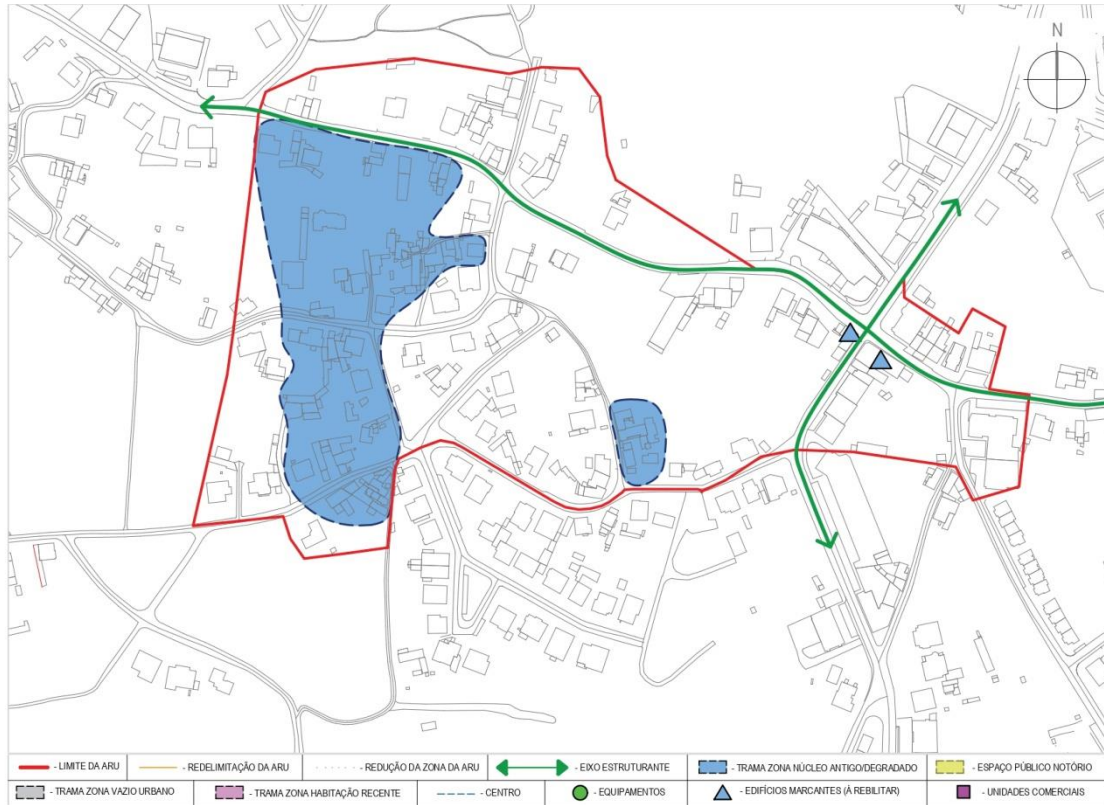 N
- LIMITE DA ARU - REDELIMITAÇÃO DA ARU - REDUÇÃO DA ZONA DA ARU - EIXO ESTRUTURANTE - TRAMA ZONA NÚCLEO ANTIGO/DEGRADADO - ESPAÇO PÚBLICO NOTÓRIO
- TRAMA ZONA VAZIO URBANO - TRAMA ZONA HABITAÇÃO RECENTE - CENTRO - EQUIPAMENTOS - EDIFÍCIOS MARCANTES (À REBILITAR) - UNIDADES COMERCIAIS